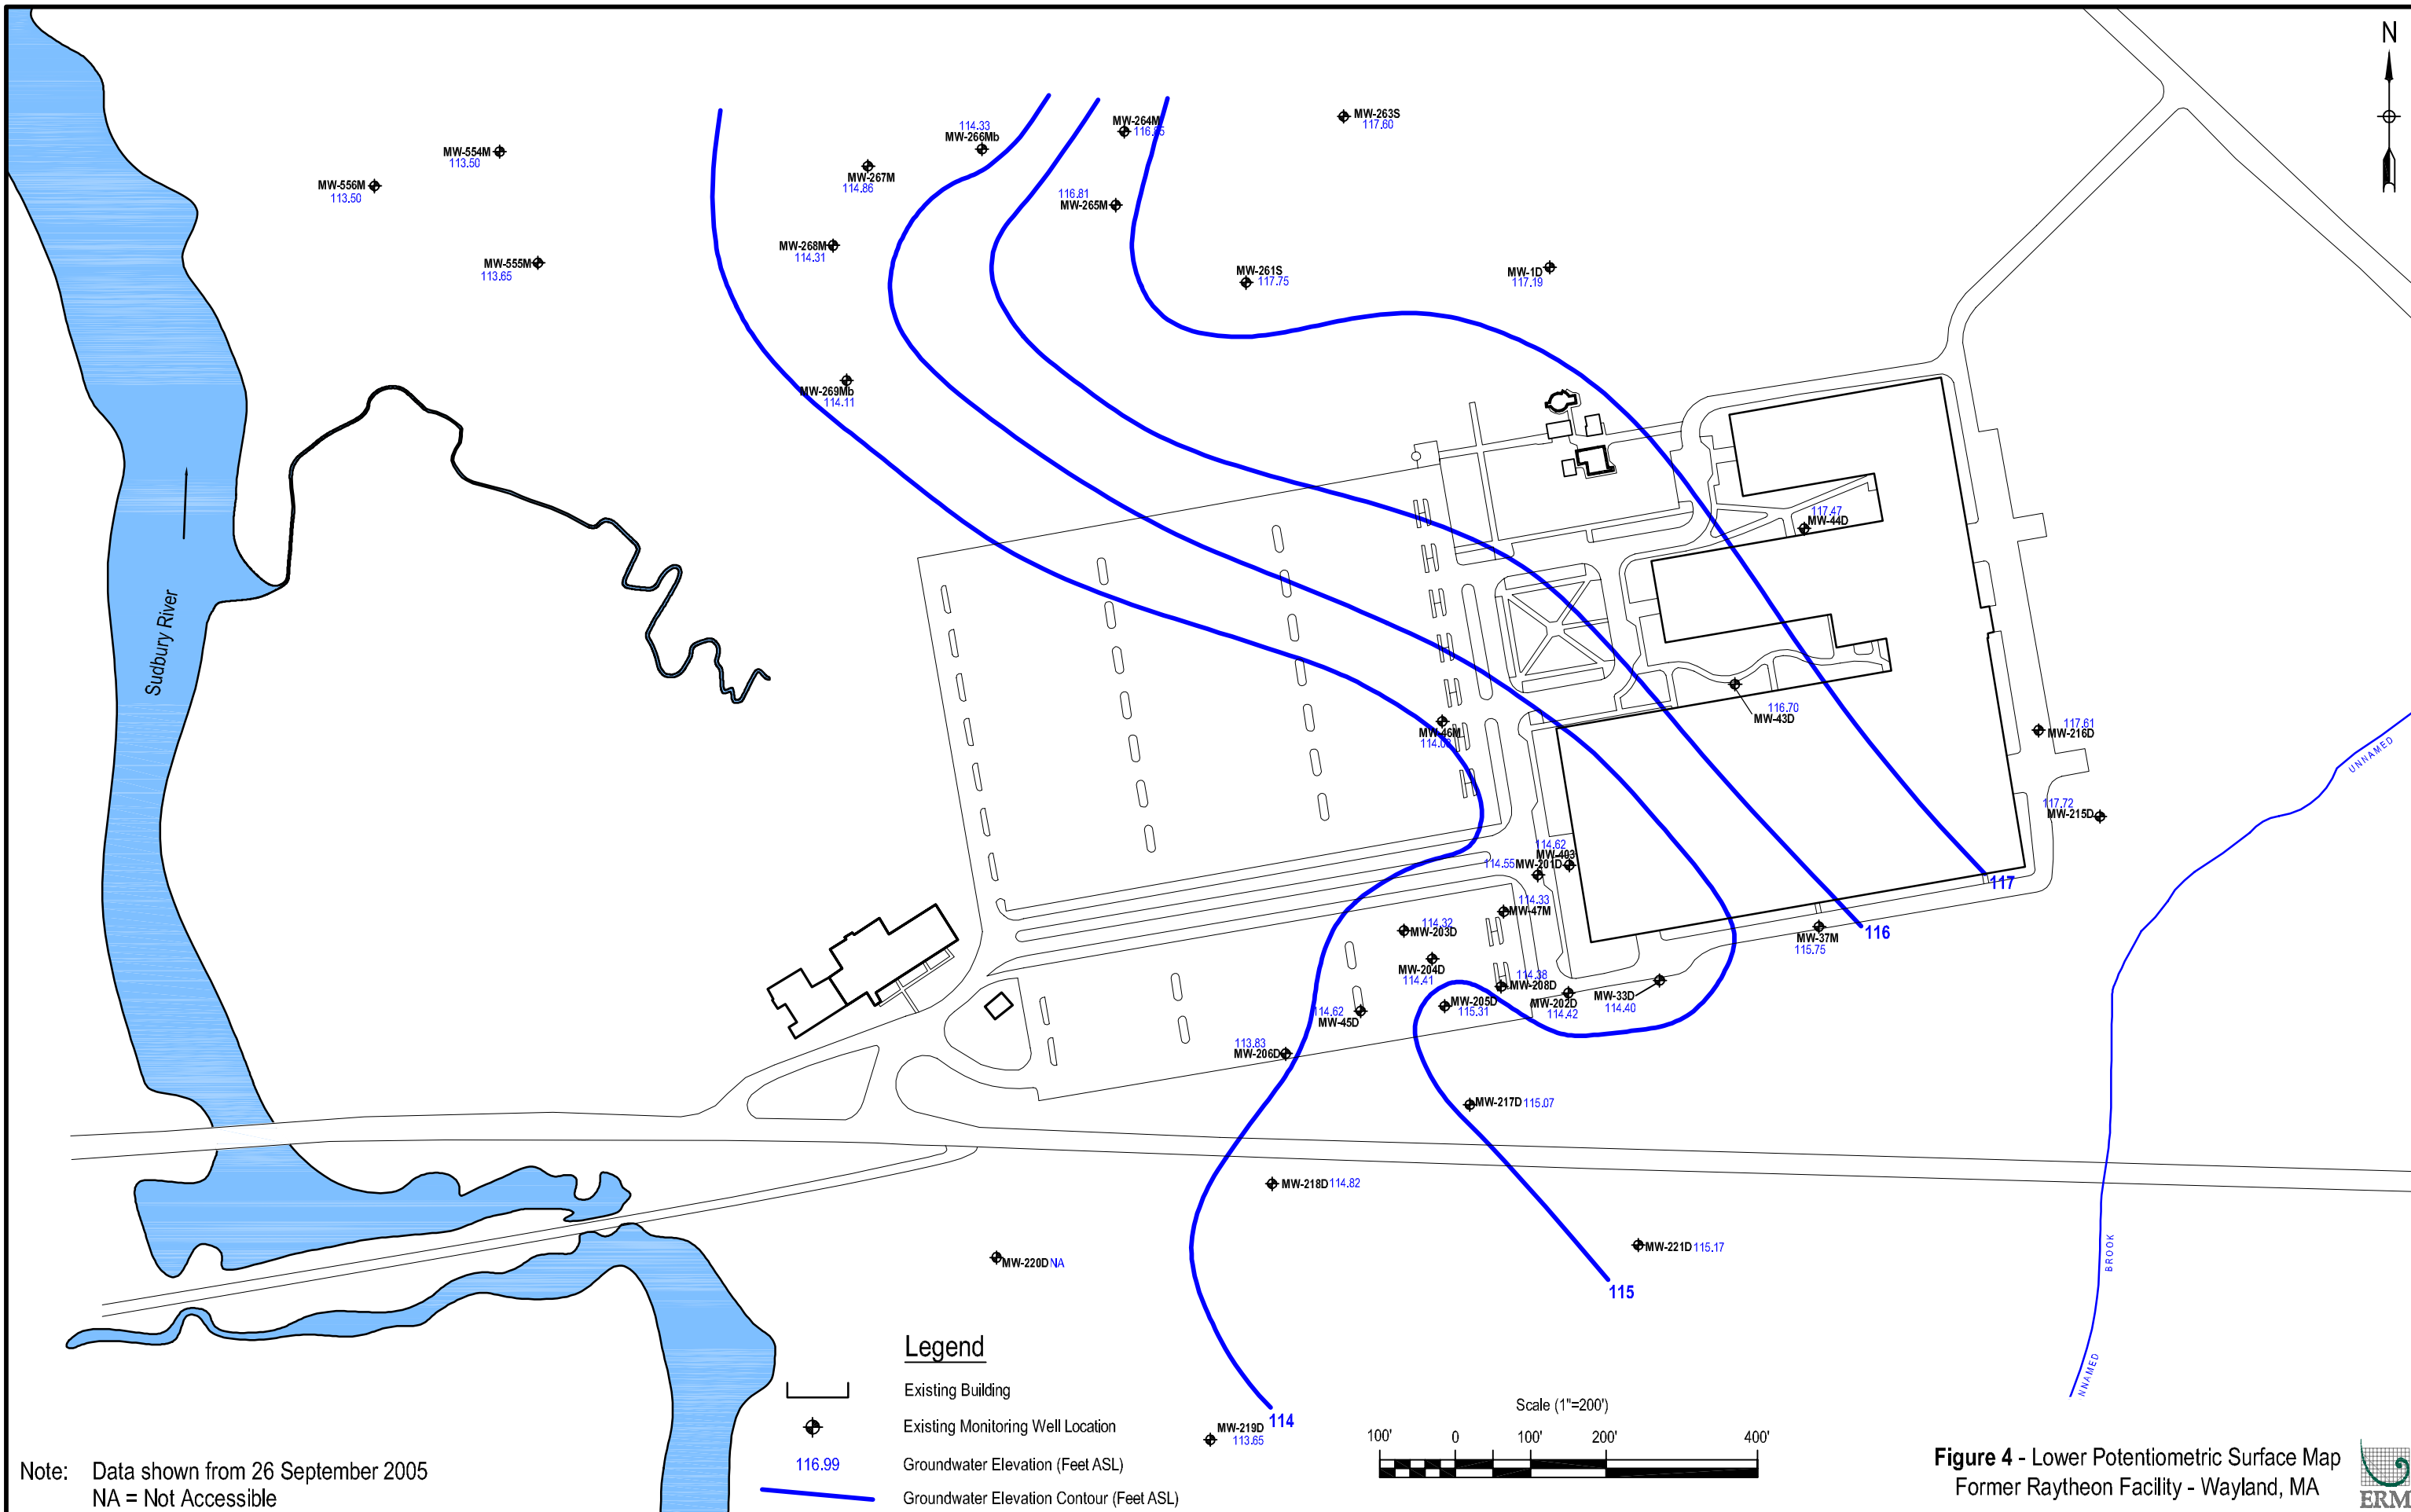 N
MW-263S
117.60
MW-264M
116.85
114.33
MW-266Mb
MW-554M
113.50
MW-267M
114.86
MW-556M
113.50
116.81
MW-265M
MW-268M
114.31
MW-555M
113.65
MW-261S
117.75
MW-1D
117.19
MW-269Mb
114.11
117.47
MW-44D
Sudbury River
116.70
MW-43D
MW-46M
117.61
MW-216D
UNNAMED
117.72
MW-215D
114.62
MW-403
114.55 MW-201D
117
114.33
MW-47M
114.32
MW-203D
116
MW-37M
115.75
MW-204D
114.41
114.38
MW-208D
MW-205D
115.31
MW-202D
114.42
MW-33D
114.40
114.62
MW-45D
113.83
MW-206D
MW-217D 115.07
MW-218D 114.82
MW-221D 115.17
BROOK
MW-220D NA
115
NNAMED
114
MW-219D
113.65
Legend
Existing Building
Existing Monitoring Well Location
116.99 Groundwater Elevation (Feet ASL)
Groundwater Elevation Contour (Feet ASL)
Scale (1"=200')
100' 0 100' 200' 400'
Note: Data shown from 26 September 2005
NA = Not Accessible
Figure 4 - Lower Potentiometric Surface Map
Former Raytheon Facility - Wayland, MA
ERM